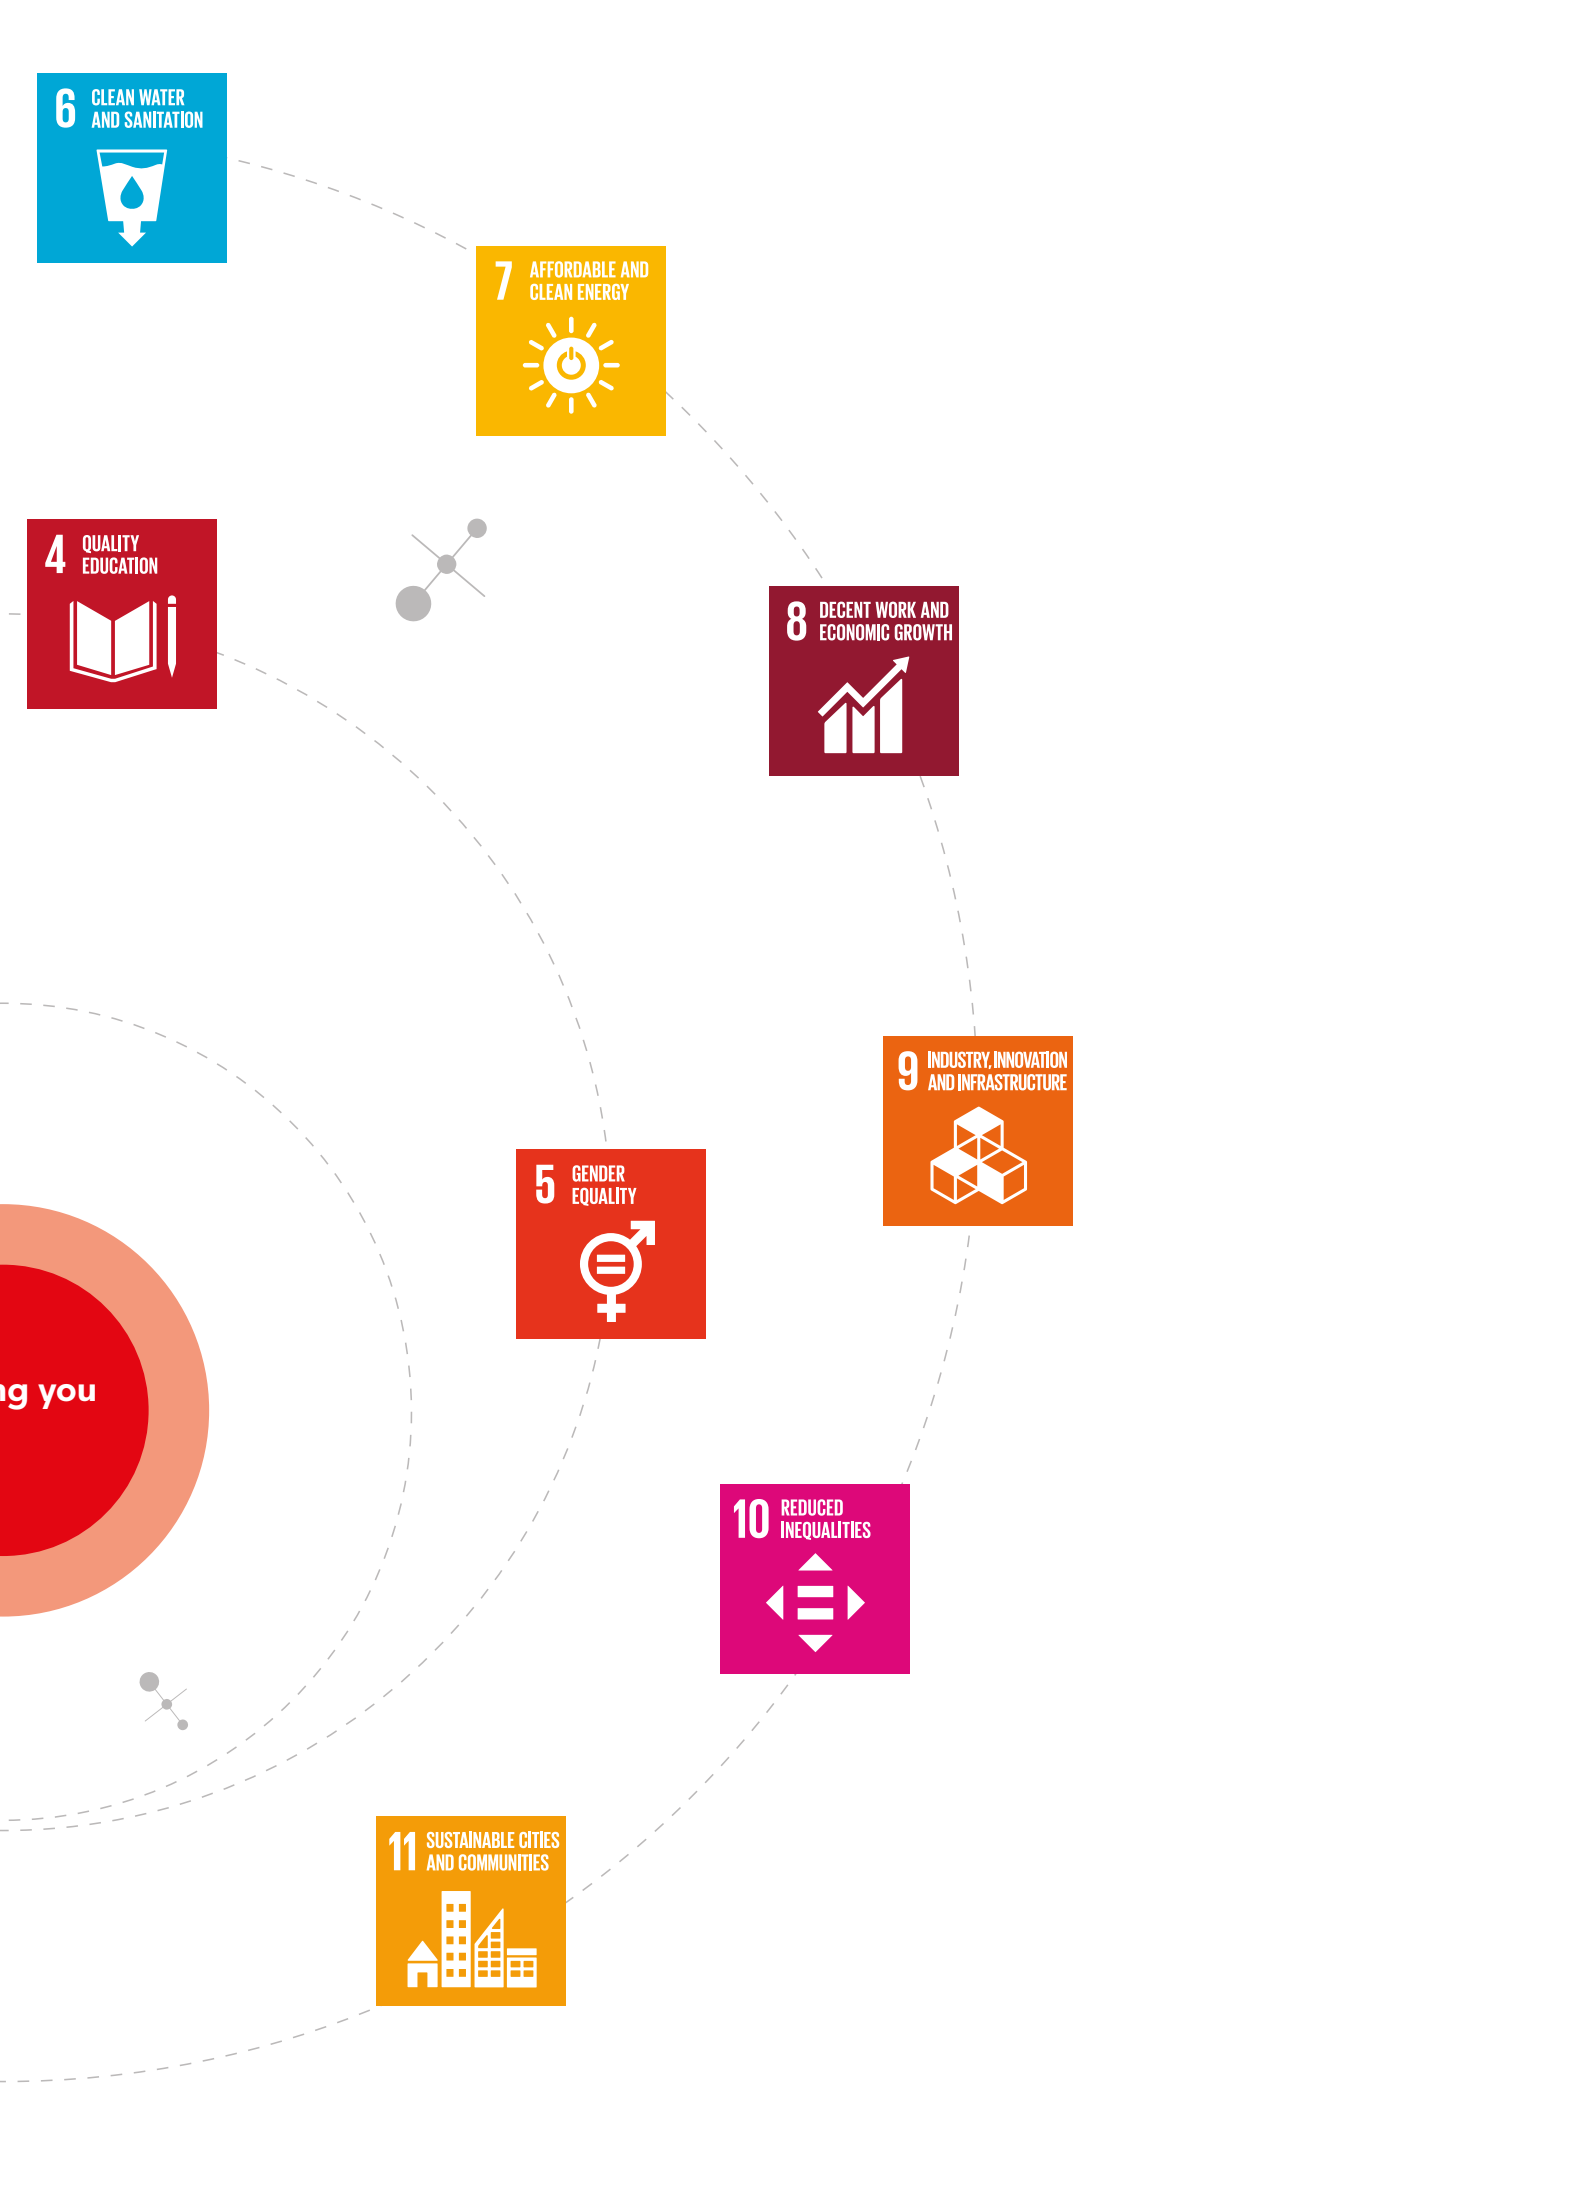 6 CLEAN WATER
AND SANITATION
7 AFFORDABLE AND
CLEAN ENERGY
4 QUALITY
EDUCATION
8 DECENT WORK AND
ECONOMIC GROWTH
9 INDUSTRY, INNOVATION
AND INFRASTRUCTURE
5 GENDER
EQUALITY
you
10 REDUCED
INEQUALITIES
11 SUSTAINABLE CITIES
AND COMMUNITIES